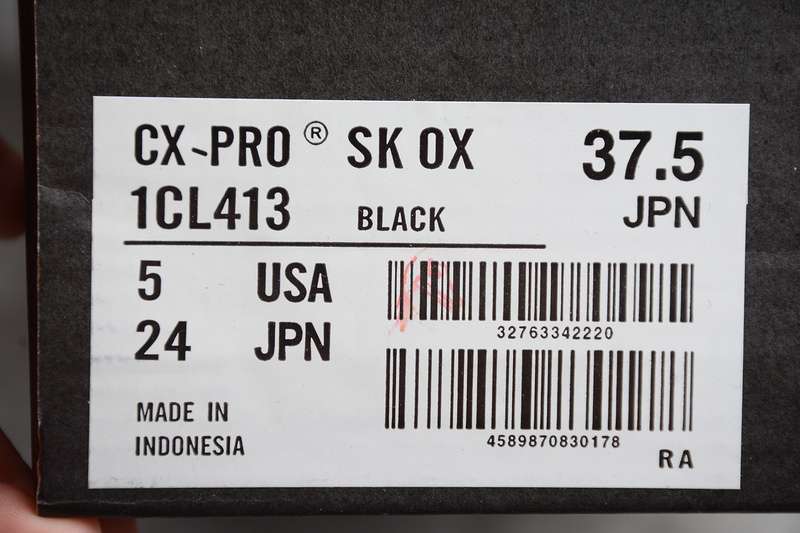 CX-PRO® SK OX
1CL413 BLACK
37.5
JPN
5 USA
24 JPN
MADE IN
INDONESIA
32763342220
4589870830178
RA